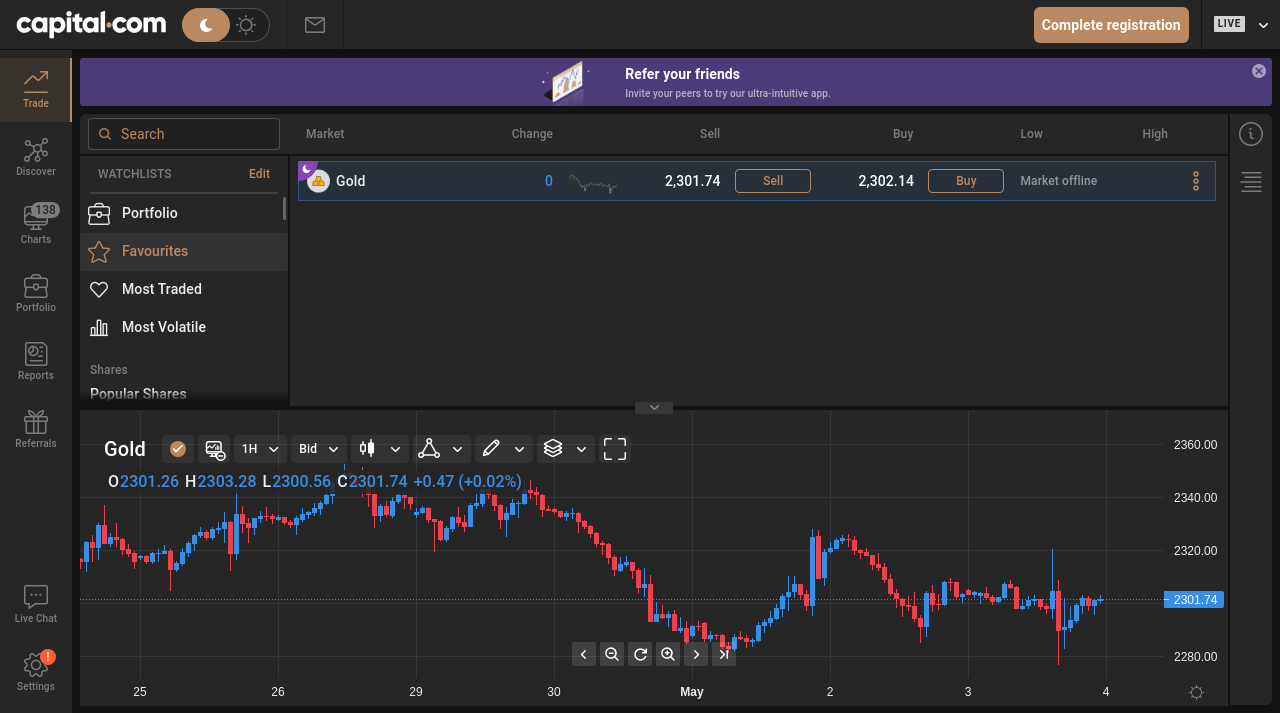 capital.com
Complete registration
LIVE
Trade
Discover
138
Charts
Portfolio
Reports
Referrals
Live Chat
!
Settings
Refer your friends
Invite your peers to try our ultra-intuitive app.
Search
Market Change Sell Buy Low High
WATCHLISTS Edit
Portfolio
Favourites
Most Traded
Most Volatile
Shares
Popular Shares
Gold 0 2,301.74 Sell 2,302.14 Buy Market offline
Gold 1H Bid
O2301.26 H2303.28 L2300.56 C2301.74 +0.47 (+0.02%)
2360.00
2340.00
2320.00
2301.74
2280.00
25 26 29 30 May 2 3 4